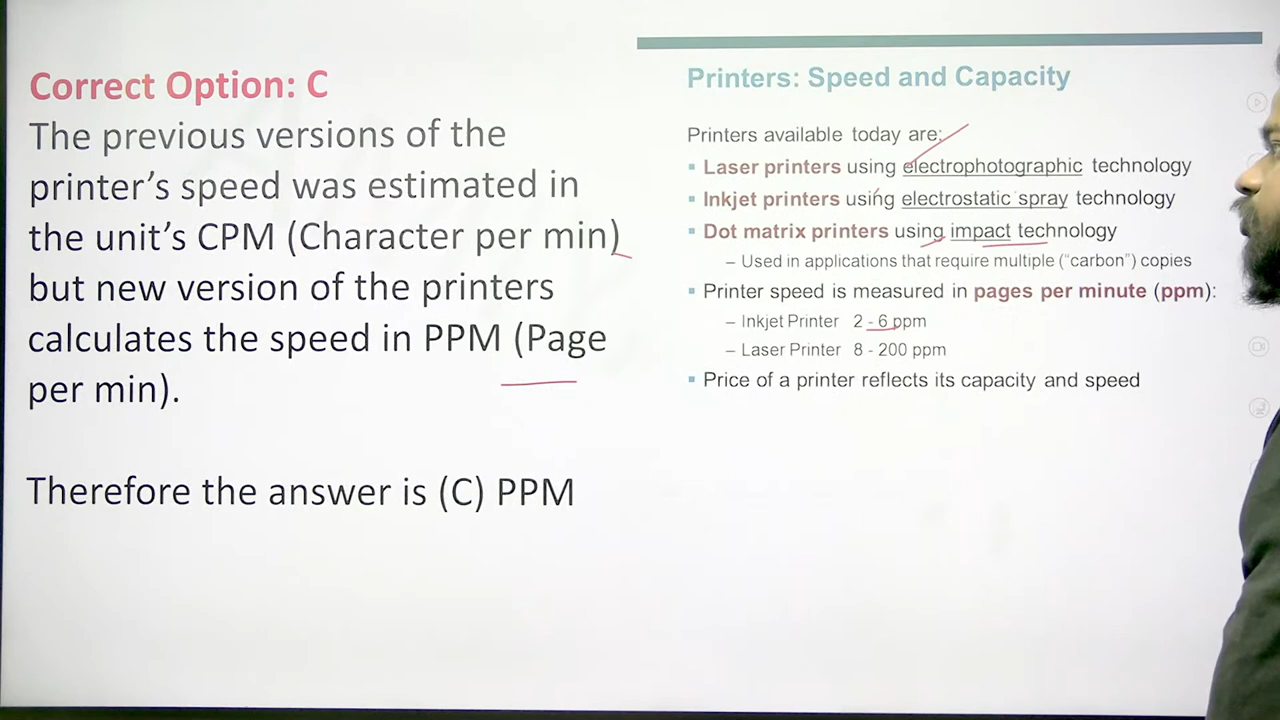 Correct Option: C
The previous versions of the
printer's speed was estimated in
the unit's CPM (Character per min)
but new version of the printers
calculates the speed in PPM (Page
per min).
Therefore the answer is (C) PPM
Printers: Speed and Capacity
Printers available today are:
▪ Laser printers using electrophotographic technology
▪ Inkjet printers using electrostatic spray technology
▪ Dot matrix printers using impact technology
– Used in applications that require multiple ("carbon") copies
▪ Printer speed is measured in pages per minute (ppm):
– Inkjet Printer 2 - 6 ppm
– Laser Printer 8 - 200 ppm
▪ Price of a printer reflects its capacity and speed